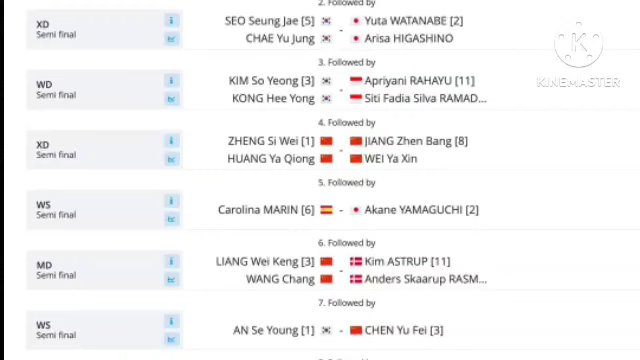 2. Followed by
XD
Semi final
SEO Seung Jae [5] - Yuta WATANABE [2]
CHAE Yu Jung Arisa HIGASHINO
3. Followed by
WD
Semi final
KIM So Yeong [3] - Apriyani RAHAYU [11]
KONG Hee Yong Siti Fadia Silva RAMAD...
4. Followed by
XD
Semi final
ZHENG Si Wei [1] - JIANG Zhen Bang [8]
HUANG Ya Qiong WEI Ya Xin
5. Followed by
WS
Semi final
Carolina MARIN [6] - Akane YAMAGUCHI [2]
6. Followed by
MD
Semi final
LIANG Wei Keng [3] - Kim ASTRUP [11]
WANG Chang Anders Skaarup RASM...
7. Followed by
WS
Semi final
AN Se Young [1] - CHEN Yu Fei [3]
K
KINEMASTER